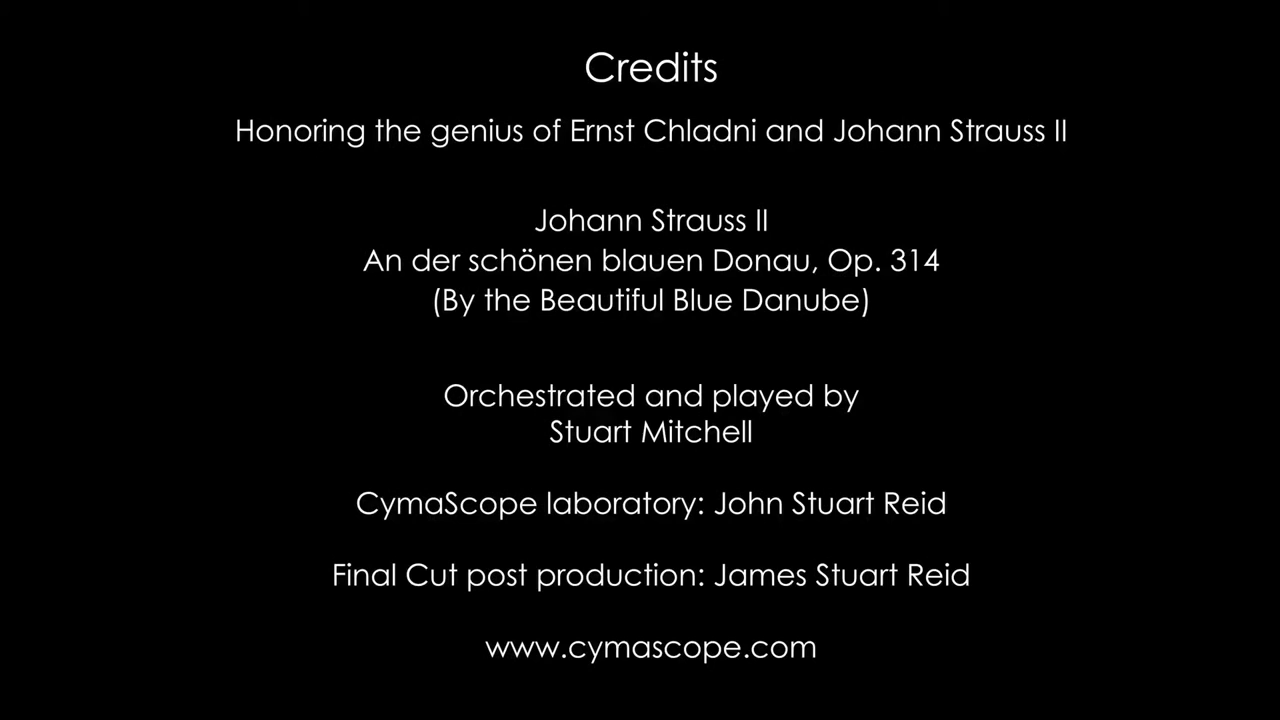 Credits
Honoring the genius of Ernst Chladni and Johann Strauss II
Johann Strauss II
An der schönen blauen Donau, Op. 314
(By the Beautiful Blue Danube)
Orchestrated and played by
Stuart Mitchell
CymaScope laboratory: John Stuart Reid
Final Cut post production: James Stuart Reid
www.cymascope.com